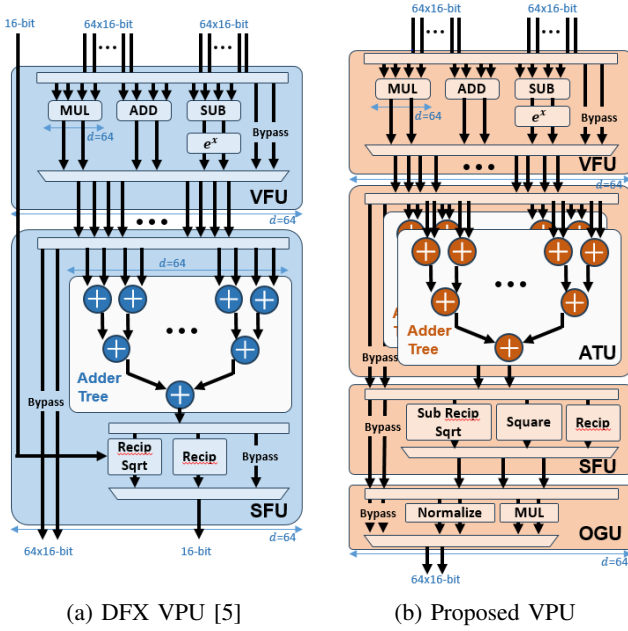 16-bit
64x16-bit
64x16-bit
MUL
ADD
SUB
d=64
e^x
Bypass
VFU
d=64
d=64
Adder
Tree
Bypass
Recip
Sqrt
Recip
Bypass
SFU
d=64
64x16-bit
16-bit
(a) DFX VPU [5]
64x16-bit
64x16-bit
MUL
ADD
SUB
d=64
e^x
Bypass
VFU
d=64
Bypass
Adder
Tree
ATU
Bypass
Sub Recip
Sqrt
Square
Recip
SFU
Bypass
Normalize
MUL
OGU
d=64
64x16-bit
(b) Proposed VPU